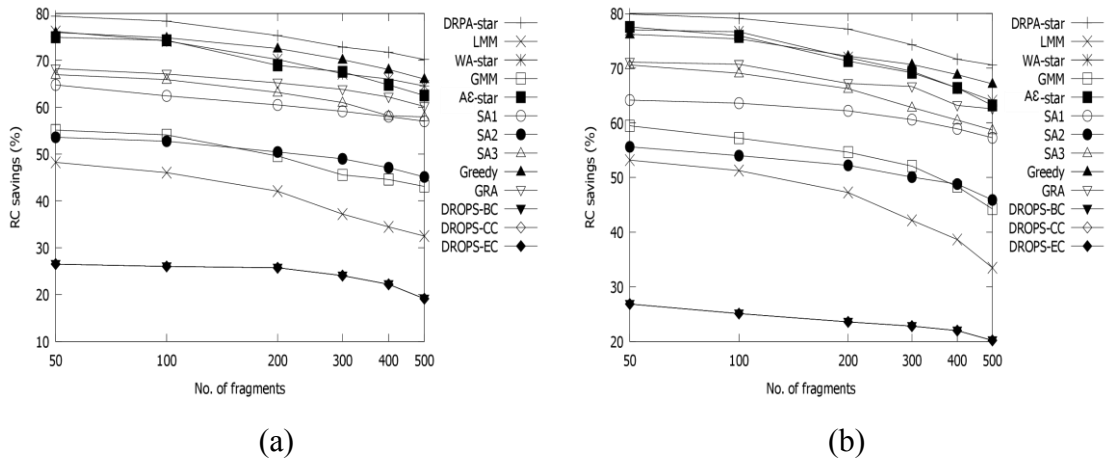 80
70
60
50
40
30
20
10
RC savings (%)
50 100 200 300 400 500
No. of fragments
DRPA-star
LMM
WA-star
GMM
Aε-star
SA1
SA2
SA3
Greedy
GRA
DROPS-BC
DROPS-CC
DROPS-EC
(a)
80
70
60
50
40
30
20
RC savings (%)
50 100 200 300 400 500
No. of fragments
DRPA-star
LMM
WA-star
GMM
Aε-star
SA1
SA2
SA3
Greedy
GRA
DROPS-BC
DROPS-CC
DROPS-EC
(b)